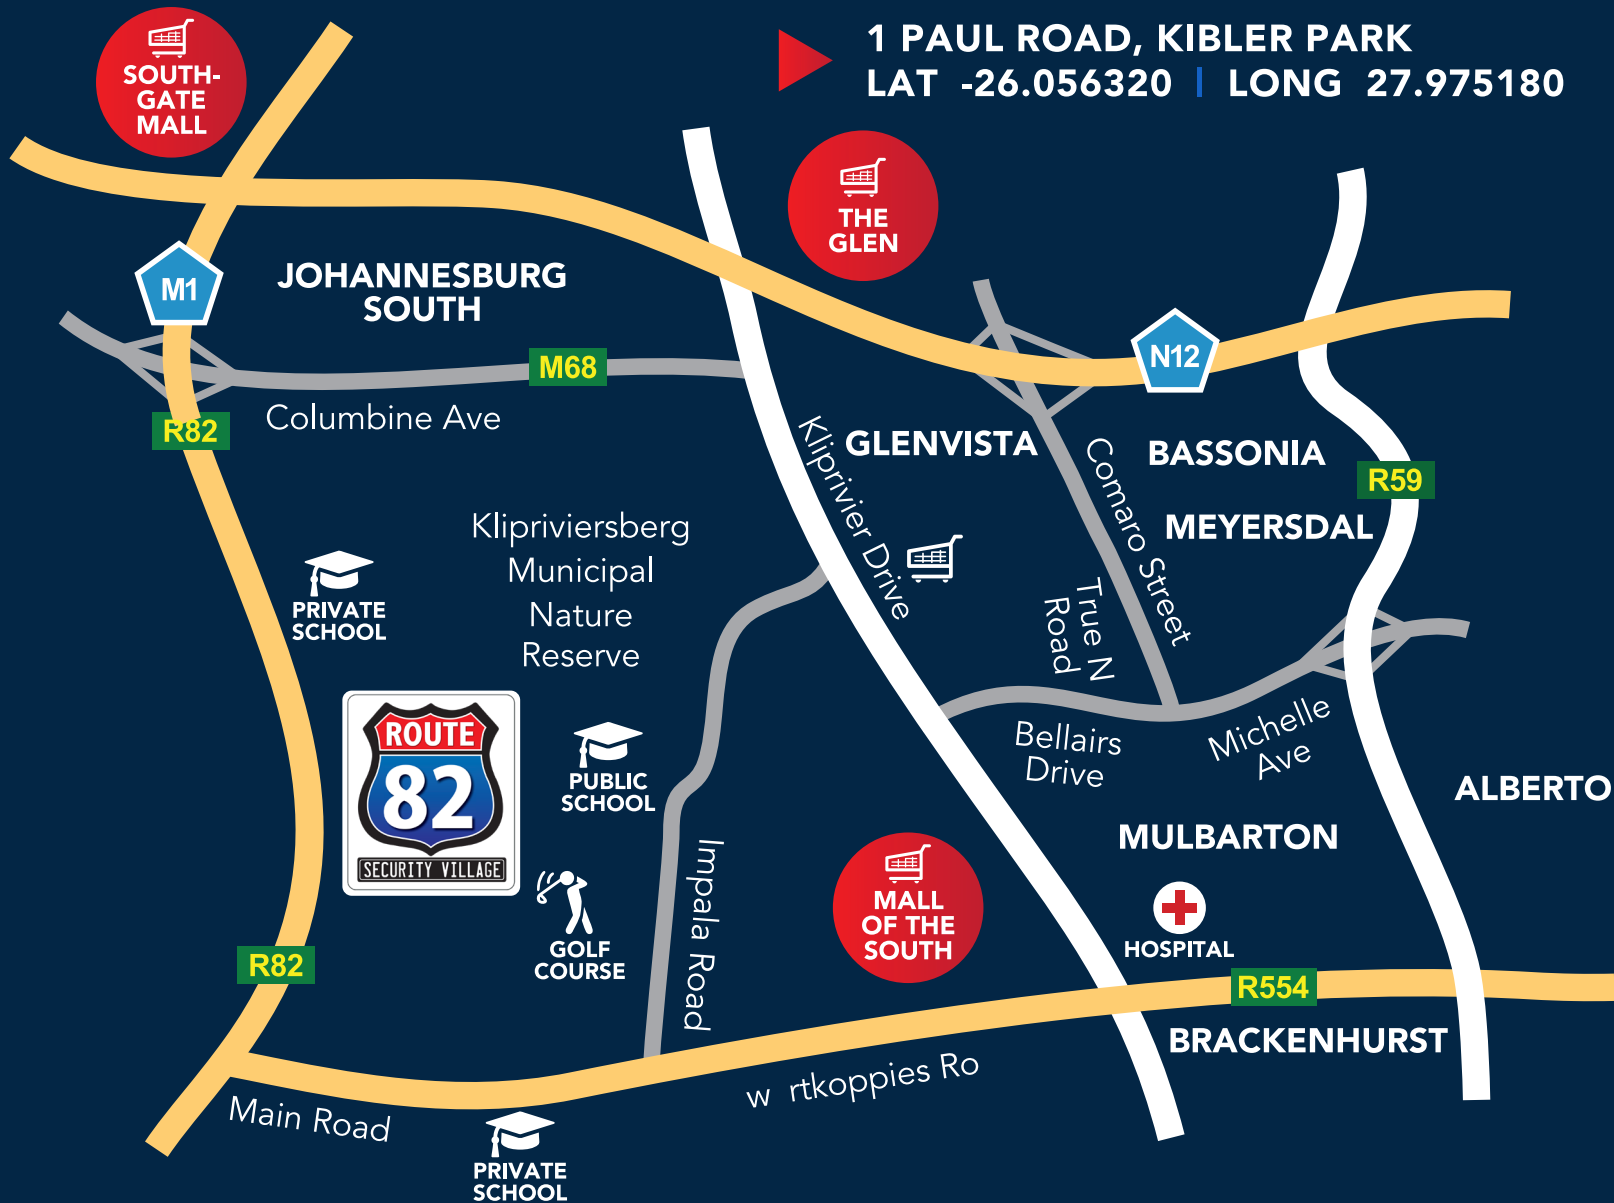 1 PAUL ROAD, KIBLER PARK
LAT -26.056320 | LONG 27.975180
SOUTH-
GATE
MALL
THE
GLEN
M1
JOHANNESBURG
SOUTH
N12
M68
Columbine Ave
R82
Kliprivier Drive
GLENVISTA
Comaro Street
BASSONIA
R59
MEYERSDAL
Klipriviersberg
Municipal
Nature
Reserve
PRIVATE
SCHOOL
True N
Road
ROUTE
82
SECURITY VILLAGE
PUBLIC
SCHOOL
Bellairs
Drive
Michelle
Ave
ALBERTO
MULBARTON
Impala Road
MALL
OF THE
SOUTH
HOSPITAL
GOLF
COURSE
R82
R554
BRACKENHURST
w rtkoppies Ro
Main Road
PRIVATE
SCHOOL